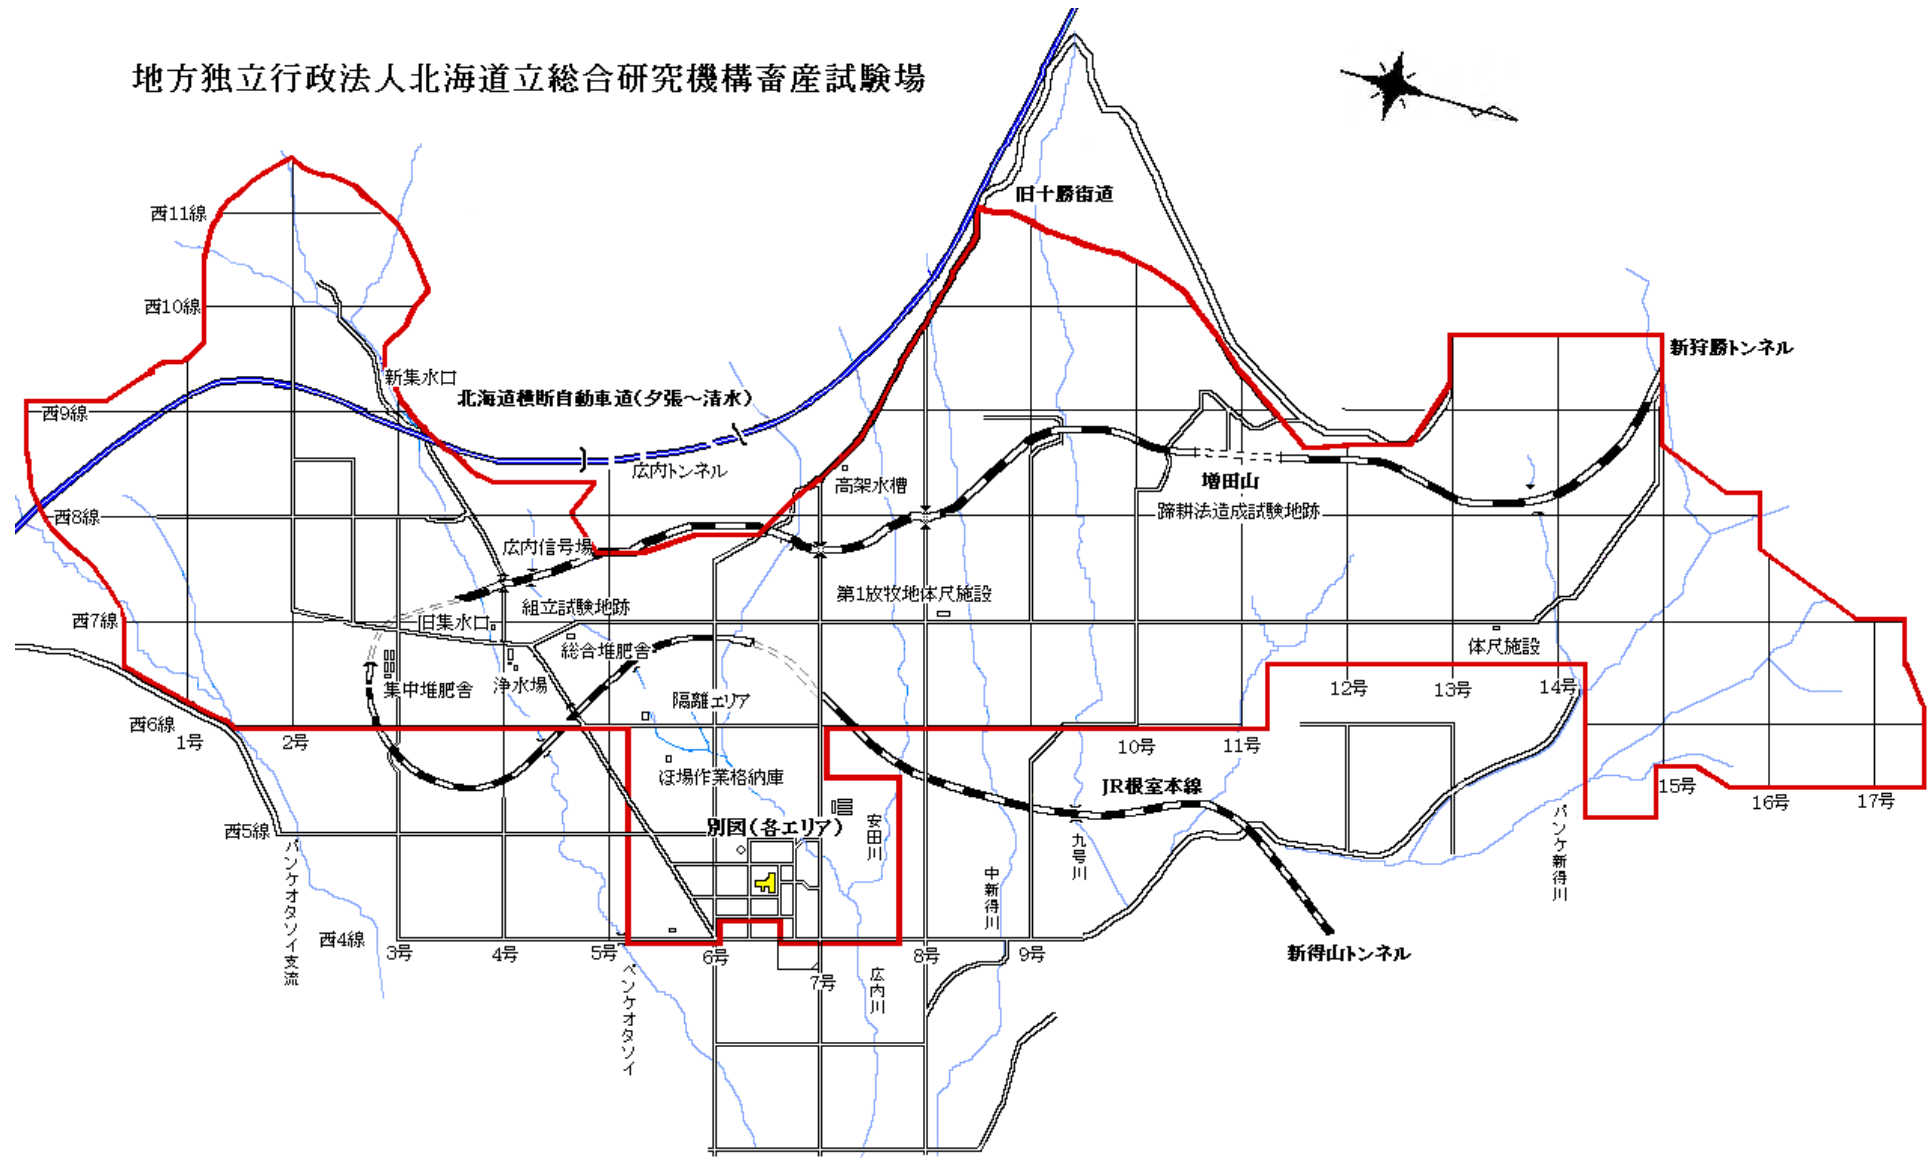 地方独立行政法人北海道立総合研究機構畜産試験場
旧十勝街道
西11線
西10線
新狩勝トンネル
新集水口
北海道横断自動車道(夕張～清水)
西9線
広内トンネル
高架水槽
増田山
蹄耕法造成試験地跡
西8線
広内信号場
第1放牧地体尺施設
組立試験地跡
西7線
旧集水口
総合堆肥舎
体尺施設
集中堆肥舎
浄水場
隔離エリア
12号
13号
14号
西6線
1号
2号
10号
11号
ほ場作業格納庫
JR根室本線
15号
16号
17号
西5線
別図(各エリア)
安田川
九号川
パンケ新得川
パンケオタソイ支流
中新得川
西4線
3号
4号
5号
6号
7号
8号
9号
新得山トンネル
ペンケオタソイ
広内川